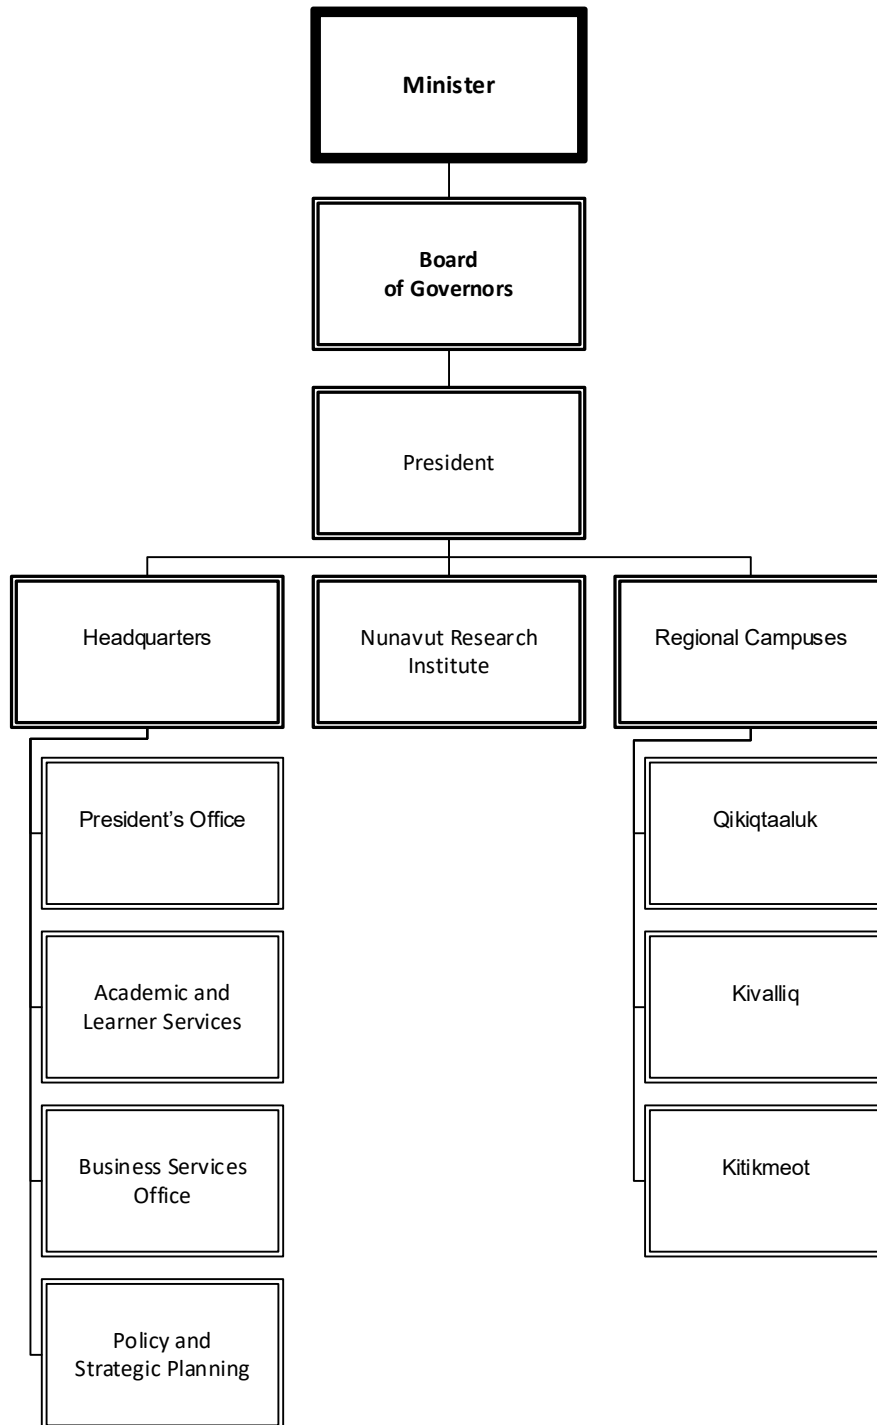 Minister
Board
of Governors
President
Headquarters
Nunavut Research
Institute
Regional Campuses
President’s Office
Qikiqtaaluk
Academic and
Learner Services
Kivalliq
Business Services
Office
Kitikmeot
Policy and
Strategic Planning